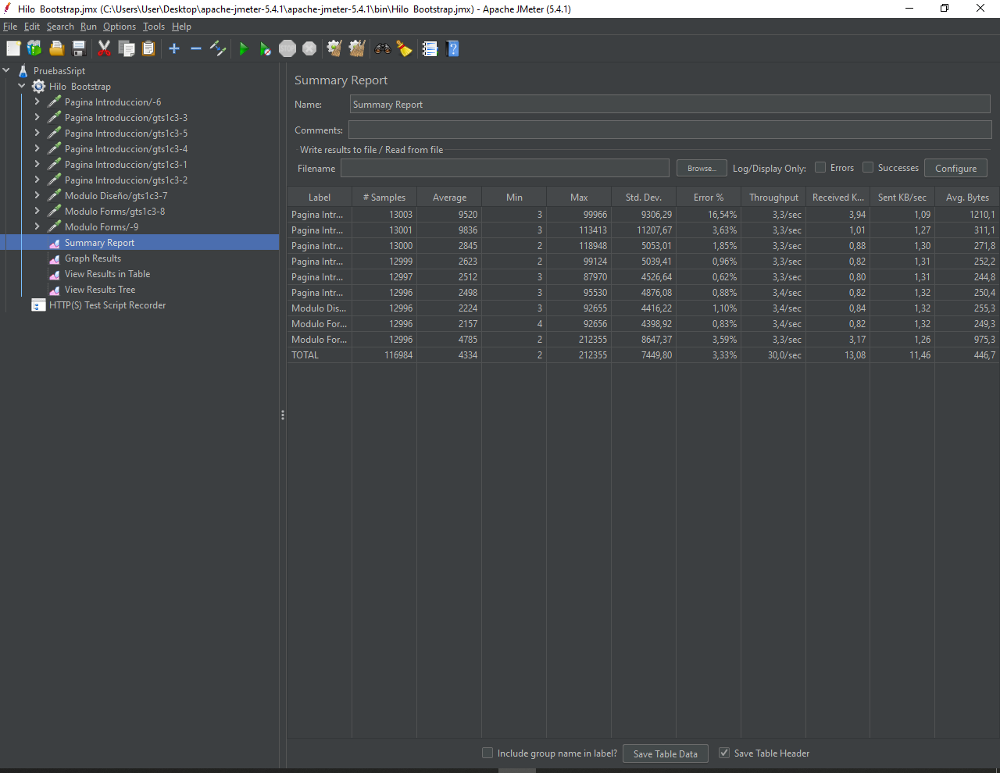 Hilo  Bootstrap.jmx (C:\Users\User\Desktop\apache-jmeter-5.4.1\apache-jmeter-5.4.1\bin\Hilo  Bootstrap.jmx) - Apache JMeter (5.4.1)
File Edit Search Run Options Tools Help
STOP
PruebasSript
Hilo  Bootstrap
Pagina Introduccion/-6
Pagina Introduccion/gts1c3-3
Pagina Introduccion/gts1c3-5
Pagina Introduccion/gts1c3-4
Pagina Introduccion/gts1c3-1
Pagina Introduccion/gts1c3-2
Modulo Diseño/gts1c3-7
Modulo Forms/gts1c3-8
Modulo Forms/-9
Summary Report
Graph Results
View Results in Table
View Results Tree
HTTP(S) Test Script Recorder
Summary Report
Name: Summary Report
Comments:
Write results to file / Read from file
Filename Browse... Log/Display Only: Errors Successes Configure
Label # Samples Average Min Max Std. Dev. Error % Throughput Received K... Sent KB/sec Avg. Bytes
Pagina Intr... 13003 9520 3 99966 9306,29 16,54% 3,3/sec 3,94 1,09 1210,1
Pagina Intr... 13001 9836 3 113413 11207,67 3,63% 3,3/sec 1,01 1,27 311,1
Pagina Intr... 13000 2845 2 118948 5053,01 1,85% 3,3/sec 0,88 1,30 271,8
Pagina Intr... 12999 2623 2 99124 5039,41 0,96% 3,3/sec 0,82 1,31 252,2
Pagina Intr... 12997 2512 3 87970 4526,64 0,62% 3,3/sec 0,80 1,31 244,8
Pagina Intr... 12996 2498 3 95530 4876,08 0,88% 3,4/sec 0,82 1,32 250,4
Modulo Dis... 12996 2224 3 92655 4416,22 1,10% 3,4/sec 0,84 1,32 255,3
Modulo For... 12996 2157 4 92656 4398,92 0,83% 3,4/sec 0,82 1,32 249,3
Modulo For... 12996 4785 2 212355 8647,37 3,59% 3,3/sec 3,17 1,26 975,3
TOTAL 116984 4334 2 212355 7449,80 3,33% 30,0/sec 13,08 11,46 446,7
Include group name in label? Save Table Data Save Table Header